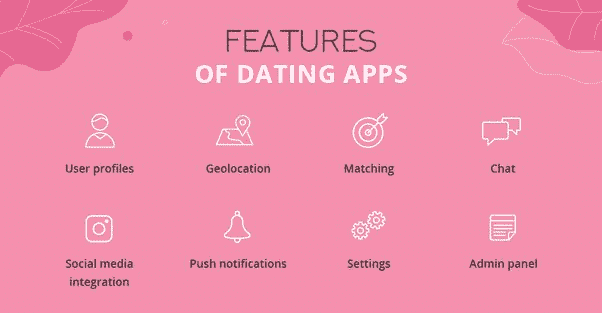 FEATURES
OF DATING APPS
User profiles
Geolocation
Matching
Chat
Social media
integration
Push notifications
Settings
Admin panel